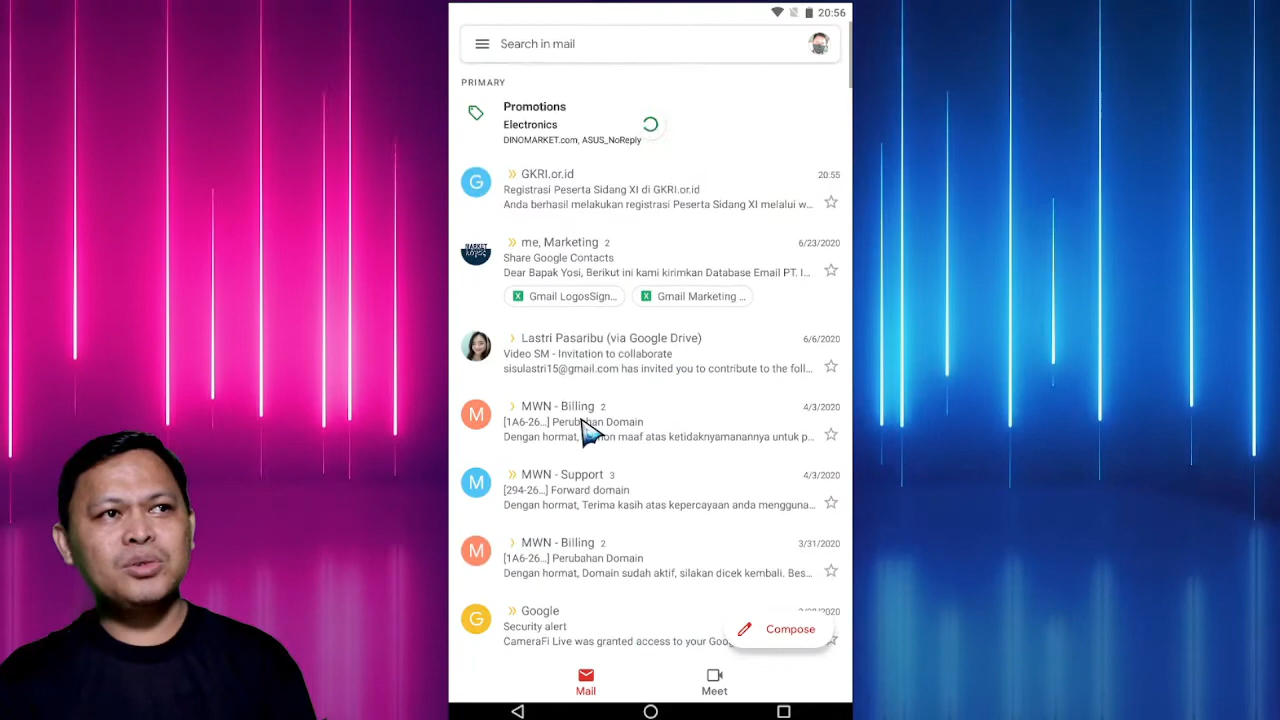 20:56
Search in mail
PRIMARY
Promotions
Electronics
DINOMARKET.com, ASUS_NoReply
G
GKRI.or.id
20:55
Registrasi Peserta Sidang XI di GKRI.or.id
Anda berhasil melakukan registrasi Peserta Sidang XI melalui w...
me, Marketing 2
6/23/2020
Share Google Contacts
Dear Bapak Yosi, Berikut ini kami kirimkan Database Email PT. I...
X Gmail LogosSign... X Gmail Marketing ...
Lastri Pasaribu (via Google Drive)
6/6/2020
Video SM - Invitation to collaborate
sisulastri15@gmail.com has invited you to contribute to the foll...
M
MWN - Billing 2
4/3/2020
[1A6-26...] Perubahan Domain
Dengan hormat, maaf atas ketidaknyamanannya untuk p...
M
MWN - Support 3
4/3/2020
[294-26...] Forward domain
Dengan hormat, Terima kasih atas kepercayaan anda mengguna...
M
MWN - Billing 2
3/31/2020
[1A6-26...] Perubahan Domain
Dengan hormat, Domain sudah aktif, silakan dicek kembali. Bes...
G
Google
Security alert
CameraFi Live was granted access to your
Compose
Mail Meet